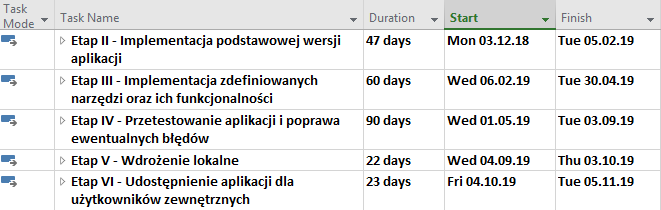 Task Mode Task Name Duration Start Finish
Etap II - Implementacja podstawowej wersji aplikacji 47 days Mon 03.12.18 Tue 05.02.19
Etap III - Implementacja zdefiniowanych narzędzi oraz ich funkcjonalności 60 days Wed 06.02.19 Tue 30.04.19
Etap IV - Przetestowanie aplikacji i poprawa ewentualnych błędów 90 days Wed 01.05.19 Tue 03.09.19
Etap V - Wdrożenie lokalne 22 days Wed 04.09.19 Thu 03.10.19
Etap VI - Udostępnienie aplikacji dla użytkowników zewnętrznych 23 days Fri 04.10.19 Tue 05.11.19